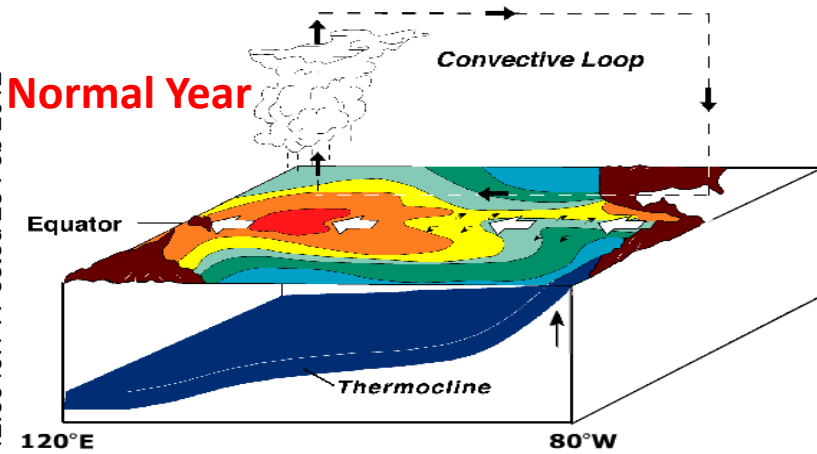 Convective Loop
Normal Year
Equator
Thermocline
120°E
80°W